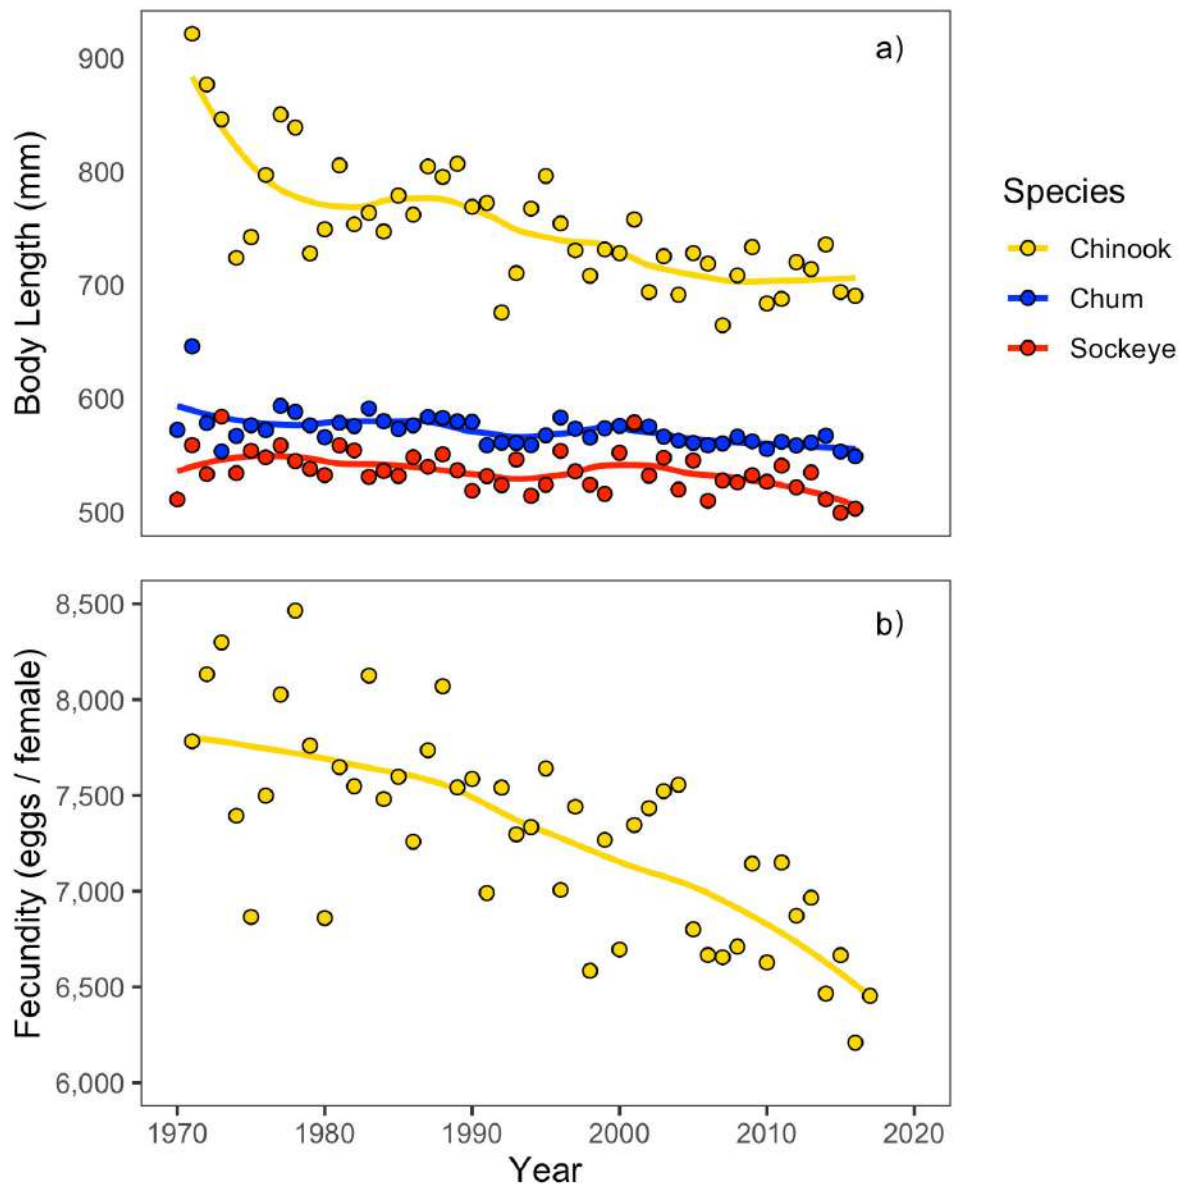 a)
900
800
700
600
500
Body Length (mm)
Species
Chinook
Chum
Sockeye
b)
8,500
8,000
7,500
7,000
6,500
6,000
Fecundity (eggs / female)
1970 1980 1990 2000 2010 2020
Year